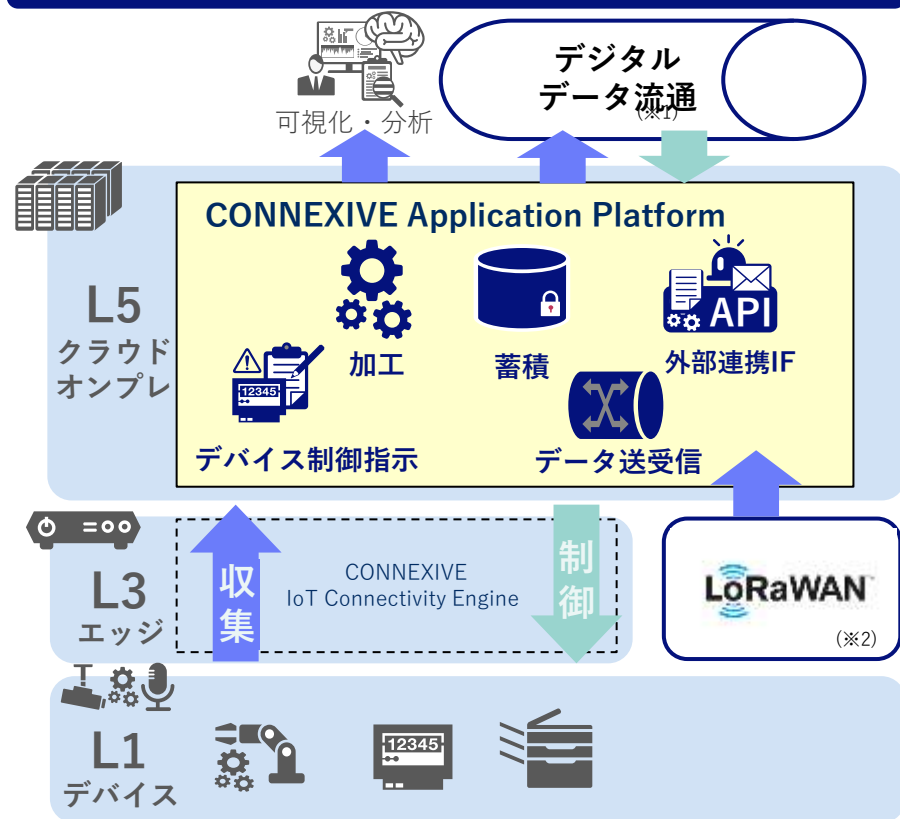 可視化・分析
デジタル
データ流通
(※1)
CONNEXIVE Application Platform
L5
クラウド
オンプレ
加工
蓄積
API
外部連携IF
12345
デバイス制御指示
データ送受信
L3
エッジ
収集
CONNEXIVE
IoT Connectivity Engine
制御
LoRaWAN
(※2)
L1
デバイス
12345